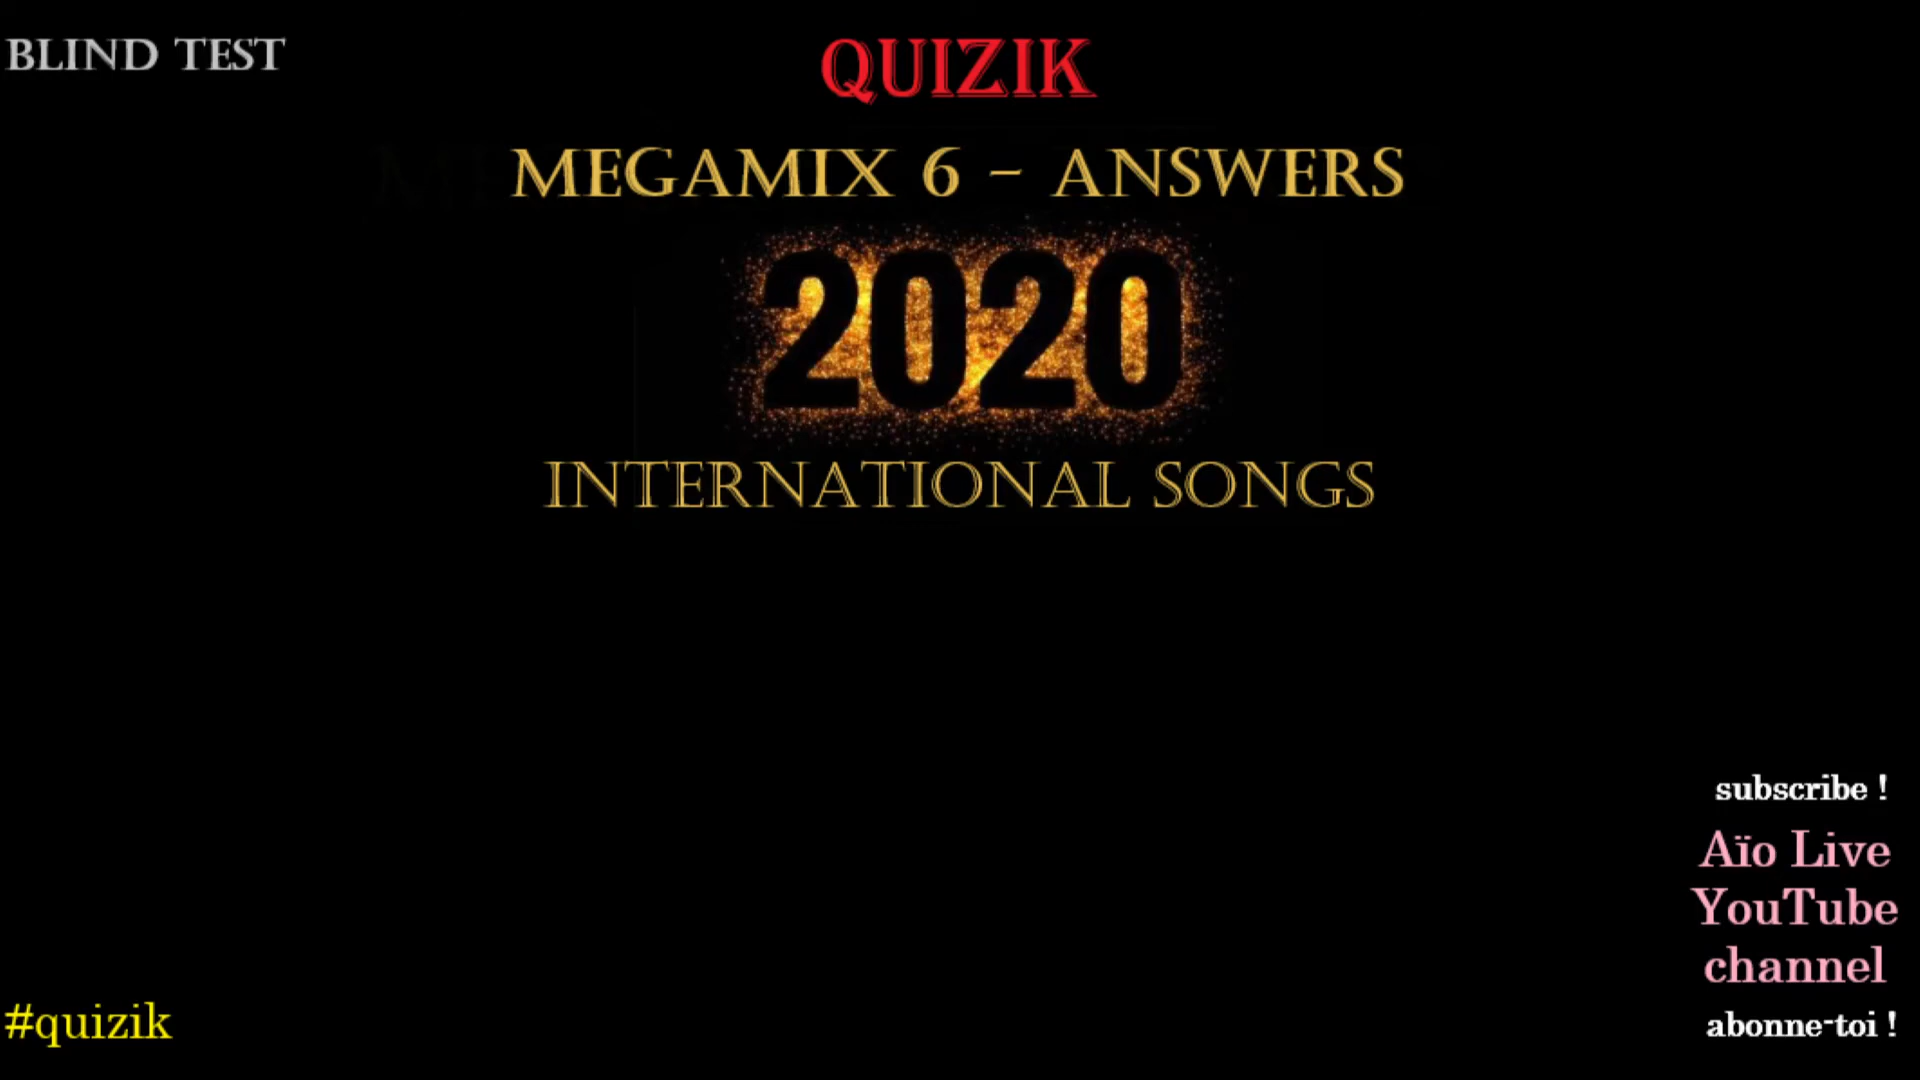 BLIND TEST
QUIZIK
MEGAMIX 6 - ANSWERS
2020
INTERNATIONAL SONGS
subscribe !
Aïo Live
YouTube
channel
abonne-toi !
#quizik